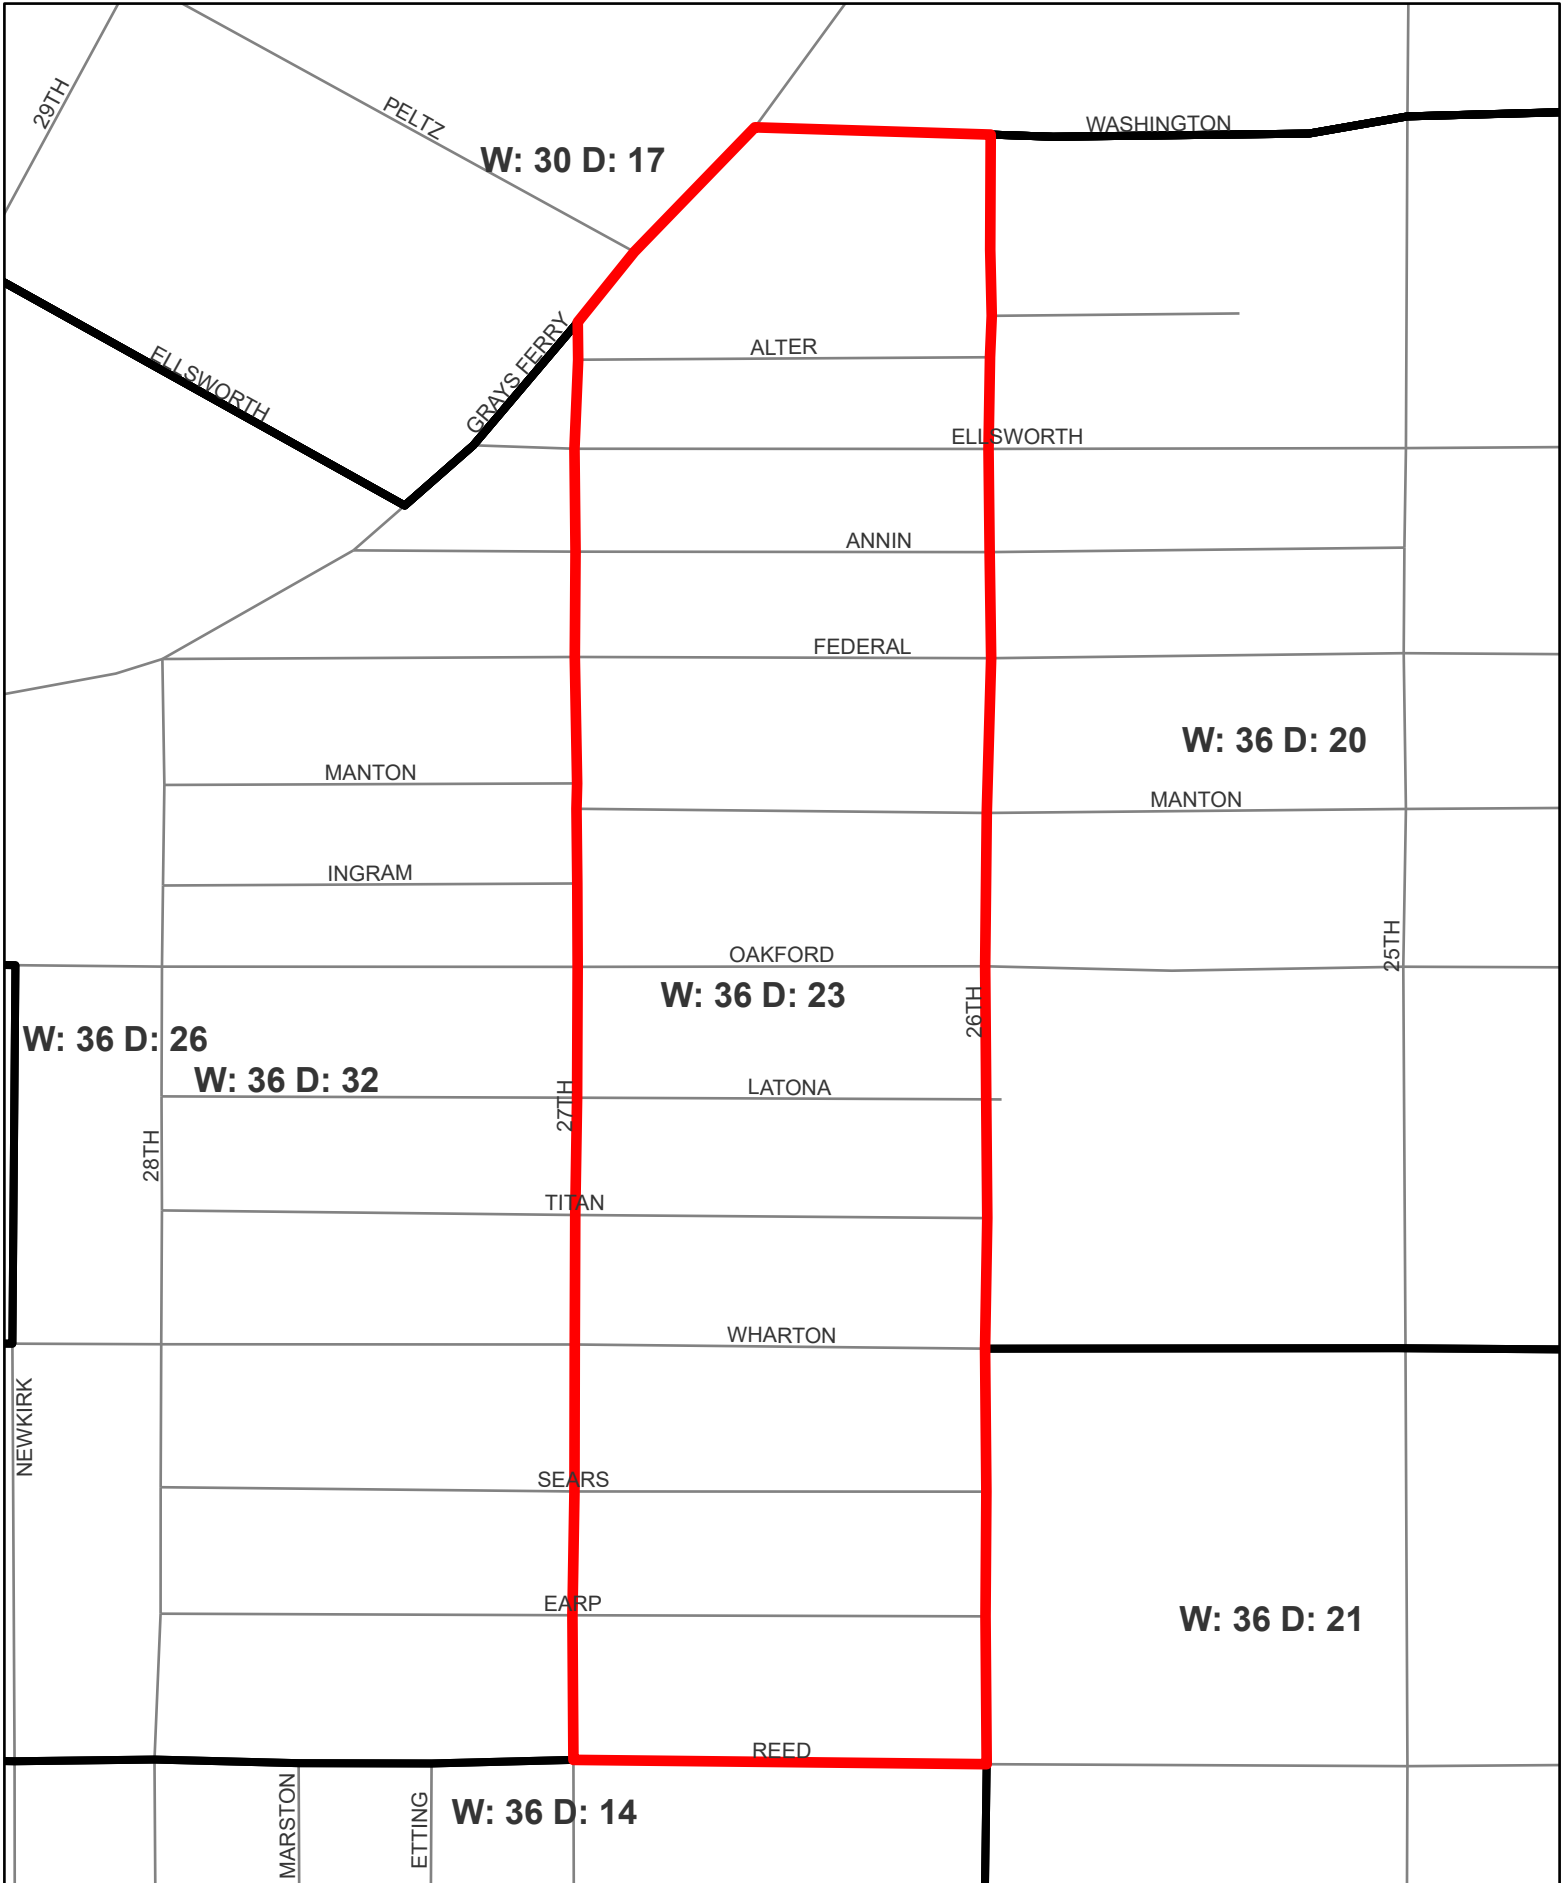 29TH
PELTZ
WASHINGTON
W: 30 D: 17
GRAYS FERRY
ALTER
ELLSWORTH
ELLSWORTH
ANNIN
FEDERAL
W: 36 D: 20
MANTON
MANTON
INGRAM
25TH
OAKFORD
W: 36 D: 23
26TH
W: 36 D: 26
W: 36 D: 32
27TH
LATONA
28TH
TITAN
WHARTON
NEWKIRK
SEARS
EARP
W: 36 D: 21
REED
MARSTON
ETTING
W: 36 D: 14